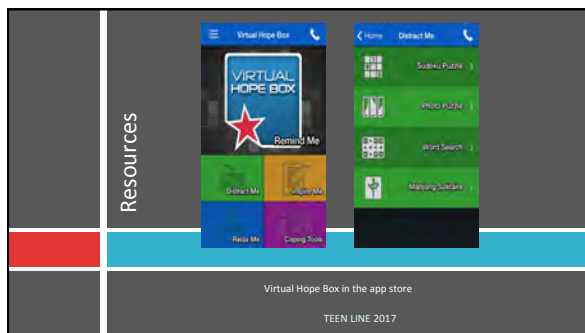 Resources
Virtual Hope Box
VIRTUAL
HOPE BOX
Remind Me
Distract Me
Inspire Me
Relax Me
Coping Tools
Home
Distract Me
Sudoku Puzzle
Photo Puzzle
Word Search
Mahjong Solitaire
Virtual Hope Box in the app store
TEEN LINE 2017